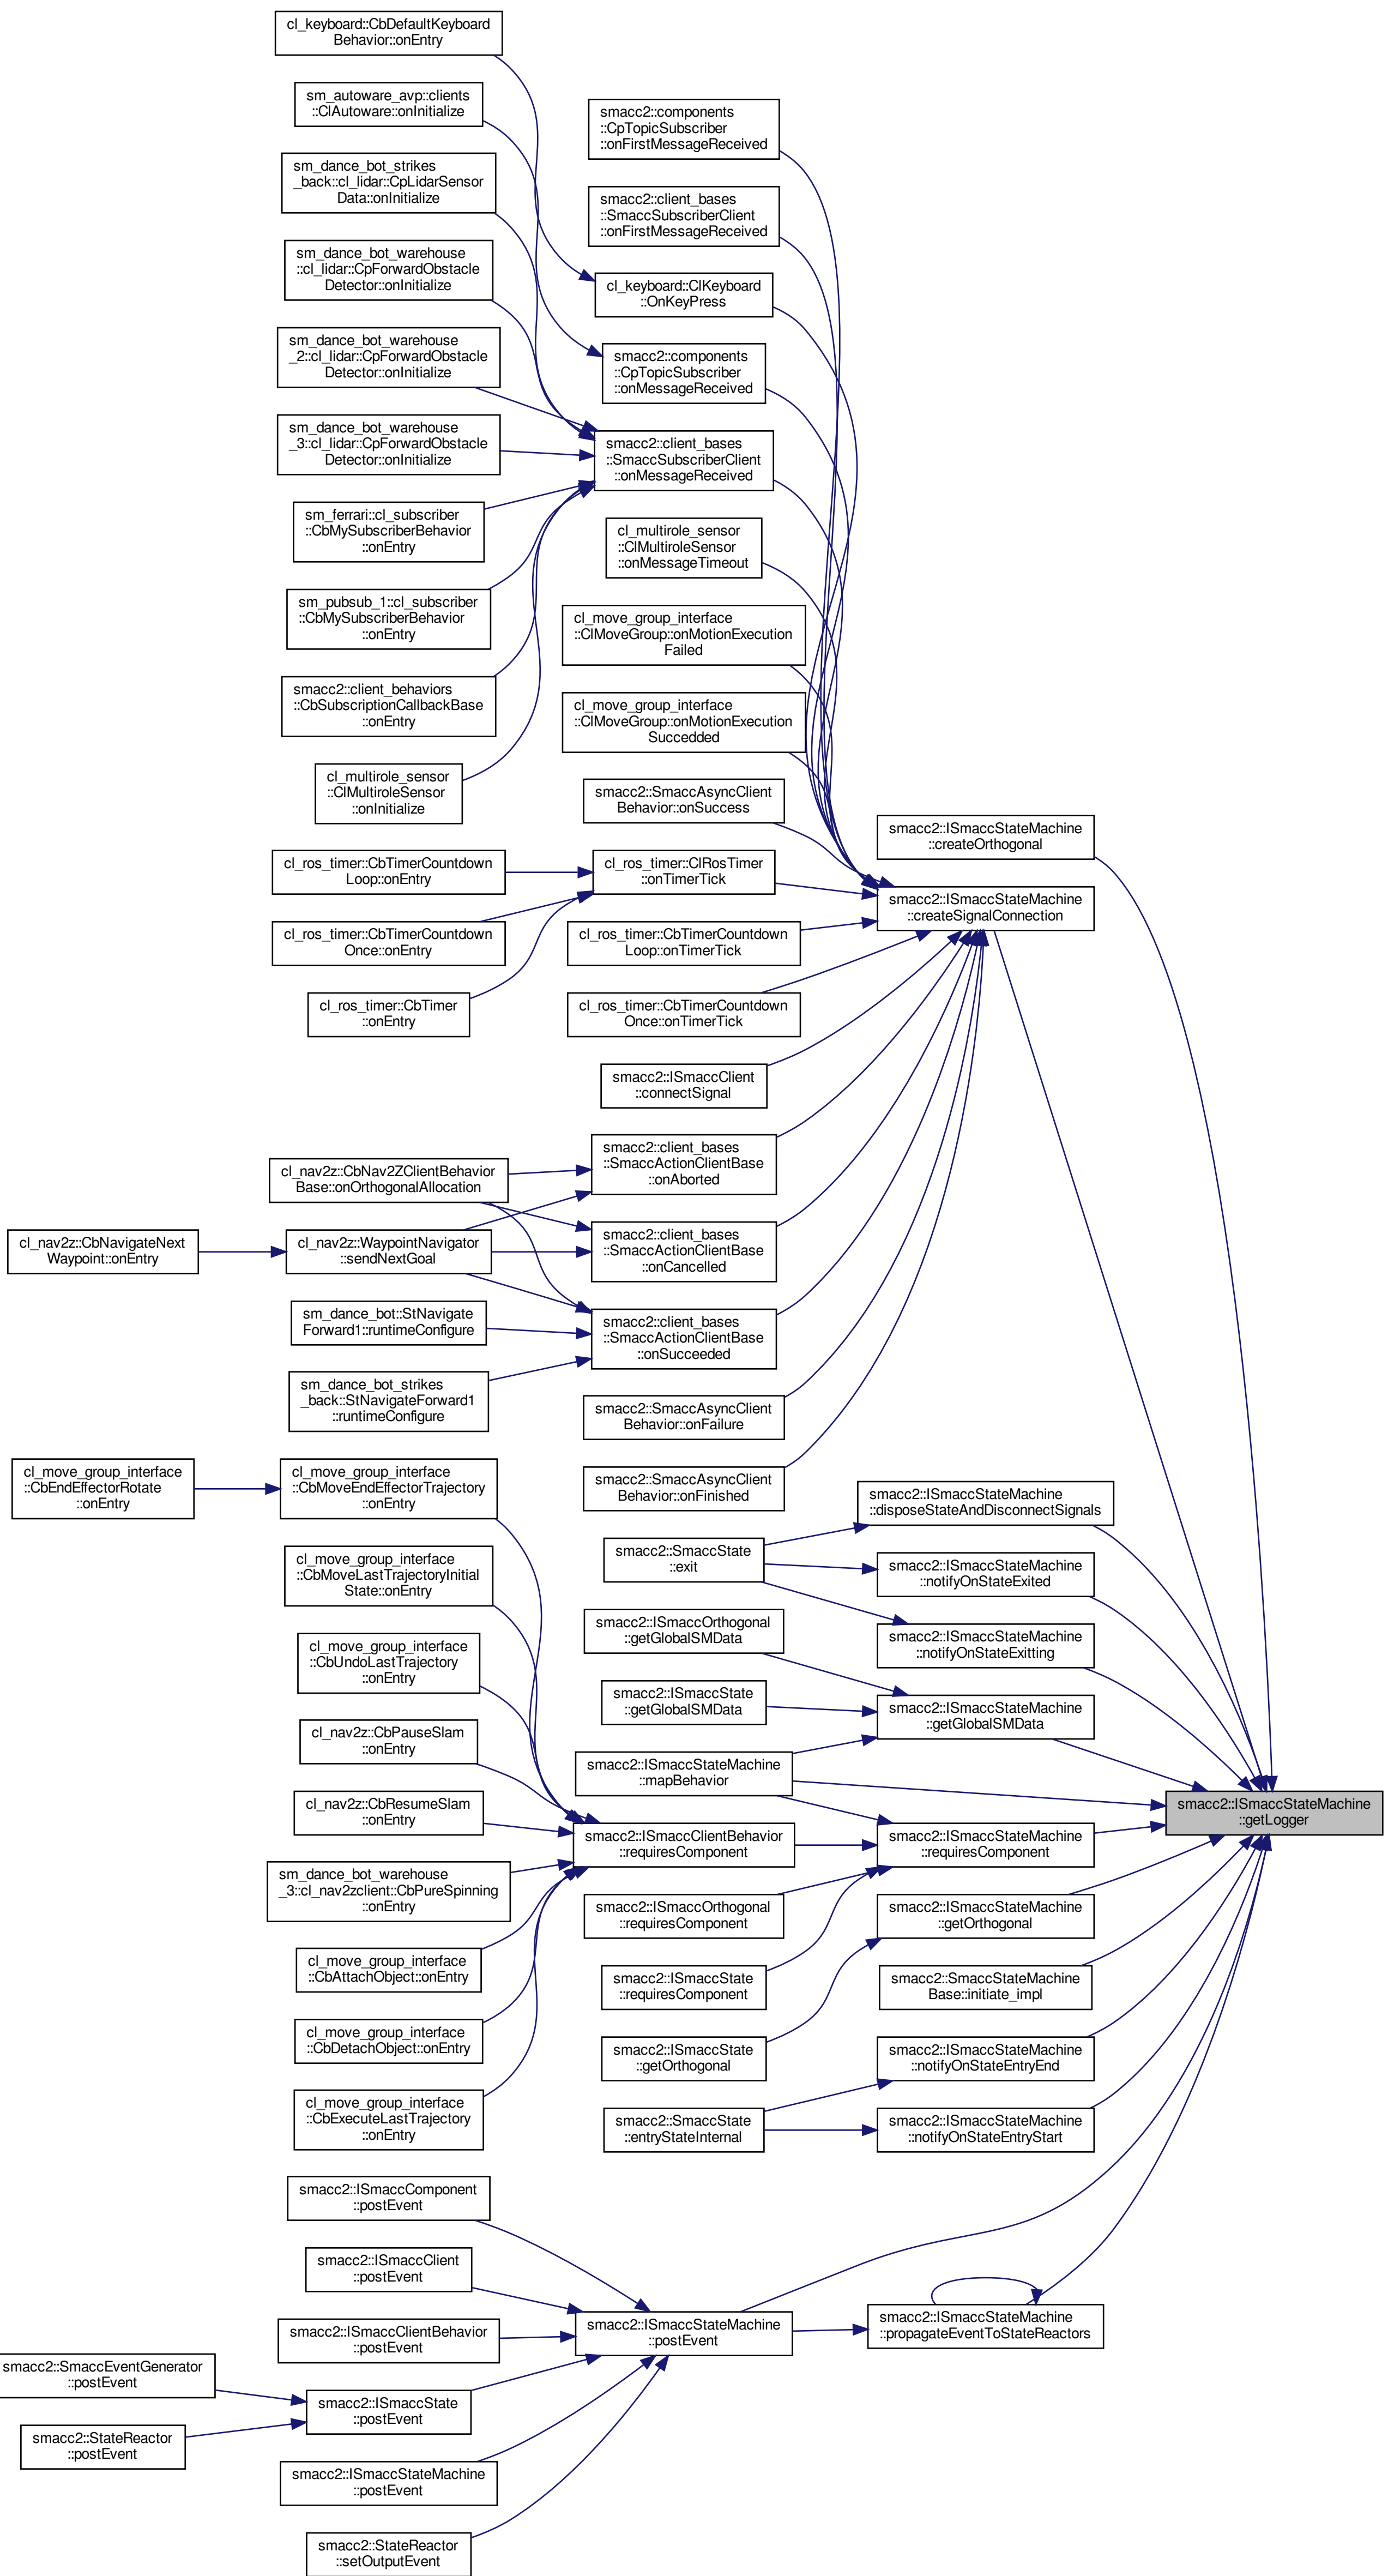 cl_keyboard::CbDefaultKeyboard
Behavior::onEntry
sm_autoware_avp::clients
::ClAutoware::onInitialize
sm_dance_bot_strikes
_back::cl_lidar::CpLidarSensor
Data::onInitialize
sm_dance_bot_warehouse
::cl_lidar::CpForwardObstacle
Detector::onInitialize
sm_dance_bot_warehouse
_2::cl_lidar::CpForwardObstacle
Detector::onInitialize
sm_dance_bot_warehouse
_3::cl_lidar::CpForwardObstacle
Detector::onInitialize
sm_ferrari::cl_subscriber
::CbMySubscriberBehavior
::onEntry
sm_pubsub_1::cl_subscriber
::CbMySubscriberBehavior
::onEntry
smacc2::client_behaviors
::CbSubscriptionCallbackBase
::onEntry
cl_multirole_sensor
::ClMultiroleSensor
::onInitialize
cl_ros_timer::CbTimerCountdown
Loop::onEntry
cl_ros_timer::CbTimerCountdown
Once::onEntry
cl_ros_timer::CbTimer
::onEntry
smacc2::components
::CpTopicSubscriber
::onFirstMessageReceived
smacc2::client_bases
::SmaccSubscriberClient
::onFirstMessageReceived
cl_keyboard::ClKeyboard
::OnKeyPress
smacc2::components
::CpTopicSubscriber
::onMessageReceived
smacc2::client_bases
::SmaccSubscriberClient
::onMessageReceived
cl_multirole_sensor
::ClMultiroleSensor
::onMessageTimeout
cl_move_group_interface
::ClMoveGroup::onMotionExecution
Failed
cl_move_group_interface
::ClMoveGroup::onMotionExecution
Succedded
smacc2::SmaccAsyncClient
Behavior::onSuccess
cl_ros_timer::ClRosTimer
::onTimerTick
cl_ros_timer::CbTimerCountdown
Loop::onTimerTick
cl_ros_timer::CbTimerCountdown
Once::onTimerTick
smacc2::ISmaccClient
::connectSignal
smacc2::client_bases
::SmaccActionClientBase
::onAborted
smacc2::client_bases
::SmaccActionClientBase
::onCancelled
smacc2::client_bases
::SmaccActionClientBase
::onSucceeded
smacc2::SmaccAsyncClient
Behavior::onFailure
smacc2::SmaccAsyncClient
Behavior::onFinished
smacc2::ISmaccStateMachine
::createOrthogonal
smacc2::ISmaccStateMachine
::createSignalConnection
cl_nav2z::CbNav2ZClientBehavior
Base::onOrthogonalAllocation
cl_nav2z::CbNavigateNext
Waypoint::onEntry
cl_nav2z::WaypointNavigator
::sendNextGoal
sm_dance_bot::StNavigate
Forward1::runtimeConfigure
sm_dance_bot_strikes
_back::StNavigateForward1
::runtimeConfigure
cl_move_group_interface
::CbEndEffectorRotate
::onEntry
cl_move_group_interface
::CbMoveEndEffectorTrajectory
::onEntry
cl_move_group_interface
::CbMoveLastTrajectoryInitial
State::onEntry
cl_move_group_interface
::CbUndoLastTrajectory
::onEntry
cl_nav2z::CbPauseSlam
::onEntry
cl_nav2z::CbResumeSlam
::onEntry
sm_dance_bot_warehouse
_3::cl_nav2zclient::CbPureSpinning
::onEntry
cl_move_group_interface
::CbAttachObject::onEntry
cl_move_group_interface
::CbDetachObject::onEntry
cl_move_group_interface
::CbExecuteLastTrajectory
::onEntry
smacc2::SmaccState
::exit
smacc2::ISmaccOrthogonal
::getGlobalSMData
smacc2::ISmaccState
::getGlobalSMData
smacc2::ISmaccStateMachine
::mapBehavior
smacc2::ISmaccClientBehavior
::requiresComponent
smacc2::ISmaccOrthogonal
::requiresComponent
smacc2::ISmaccState
::requiresComponent
smacc2::ISmaccState
::getOrthogonal
smacc2::SmaccState
::entryStateInternal
smacc2::ISmaccStateMachine
::disposeStateAndDisconnectSignals
smacc2::ISmaccStateMachine
::notifyOnStateExited
smacc2::ISmaccStateMachine
::notifyOnStateExitting
smacc2::ISmaccStateMachine
::getGlobalSMData
smacc2::ISmaccStateMachine
::requiresComponent
smacc2::ISmaccStateMachine
::getOrthogonal
smacc2::SmaccStateMachine
Base::initiate_impl
smacc2::ISmaccStateMachine
::notifyOnStateEntryEnd
smacc2::ISmaccStateMachine
::notifyOnStateEntryStart
smacc2::ISmaccStateMachine
::getLogger
smacc2::ISmaccComponent
::postEvent
smacc2::ISmaccClient
::postEvent
smacc2::ISmaccClientBehavior
::postEvent
smacc2::SmaccEventGenerator
::postEvent
smacc2::StateReactor
::postEvent
smacc2::ISmaccState
::postEvent
smacc2::ISmaccStateMachine
::postEvent
smacc2::StateReactor
::setOutputEvent
smacc2::ISmaccStateMachine
::postEvent
smacc2::ISmaccStateMachine
::propagateEventToStateReactors